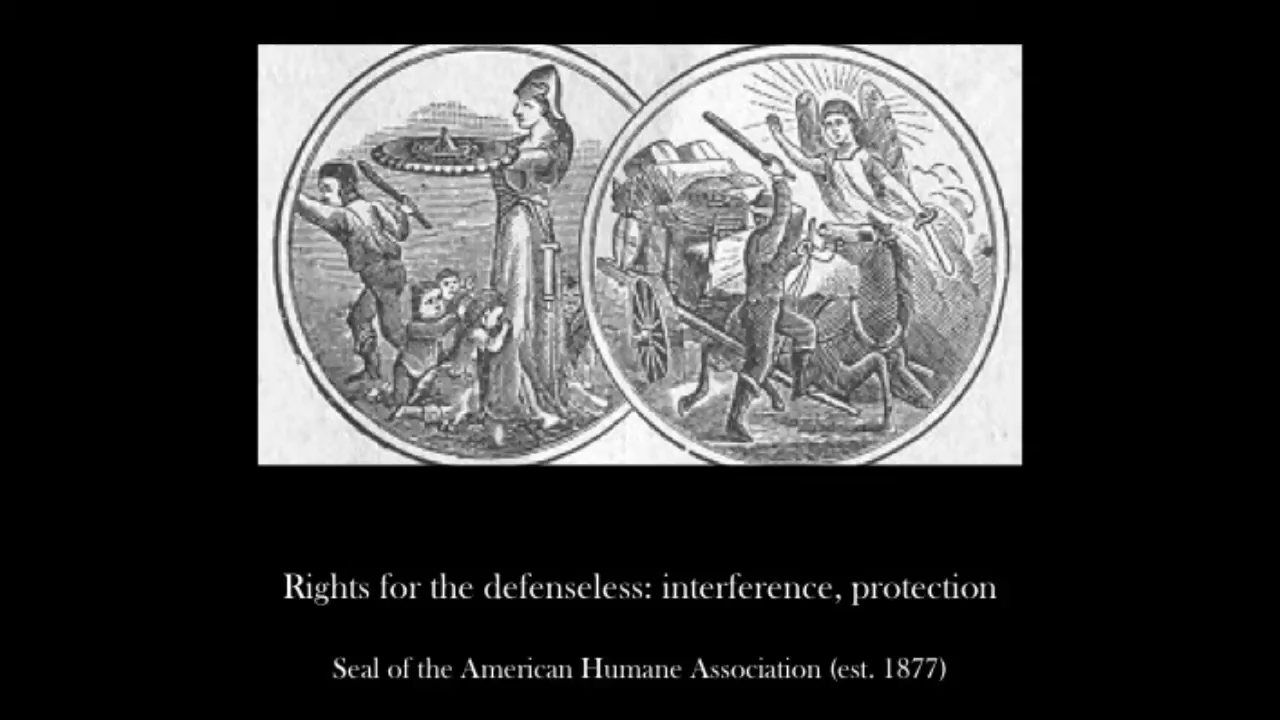 Rights for the defenseless: interference, protection
Seal of the American Humane Association (est. 1877)